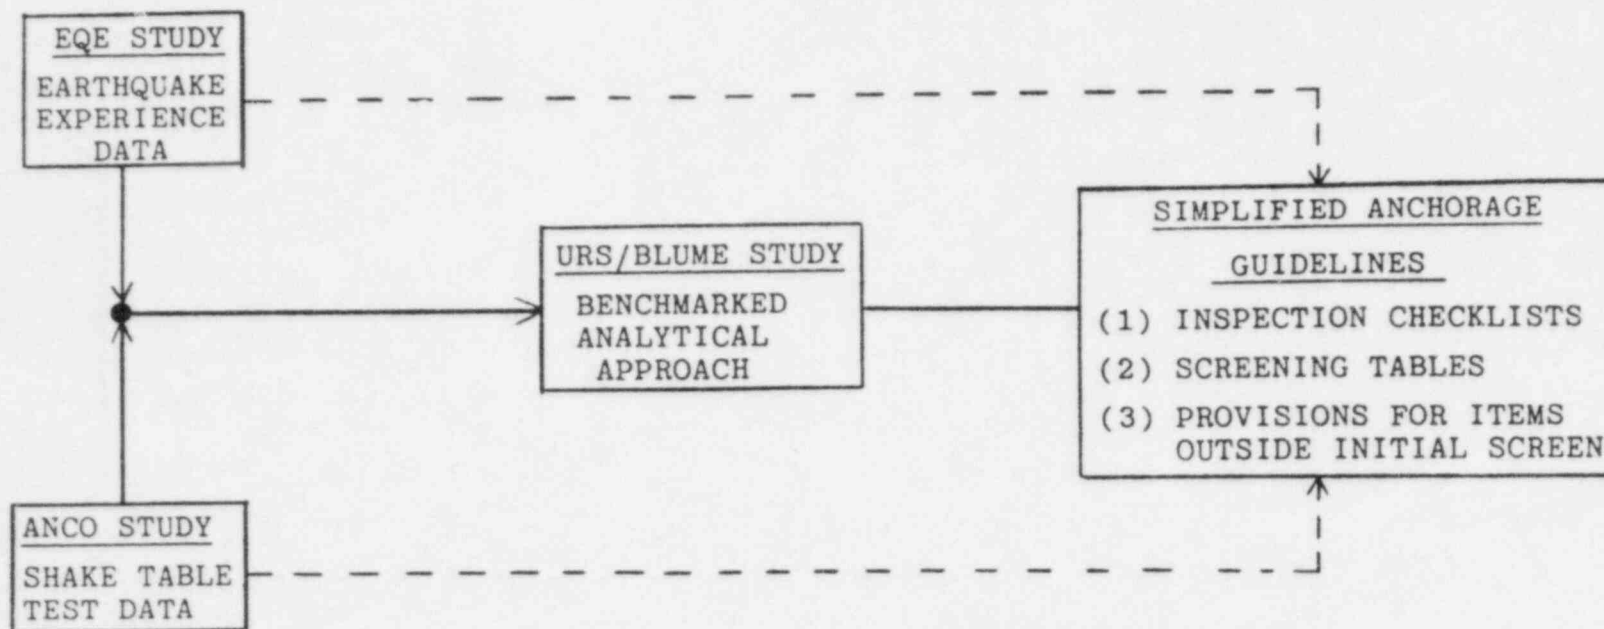 EQE STUDY
EARTHQUAKE
EXPERIENCE
DATA
URS/BLUME STUDY
BENCHMARKED
ANALYTICAL
APPROACH
SIMPLIFIED ANCHORAGE
GUIDELINES
(1) INSPECTION CHECKLISTS
(2) SCREENING TABLES
(3) PROVISIONS FOR ITEMS
OUTSIDE INITIAL SCREEN
ANCO STUDY
SHAKE TABLE
TEST DATA